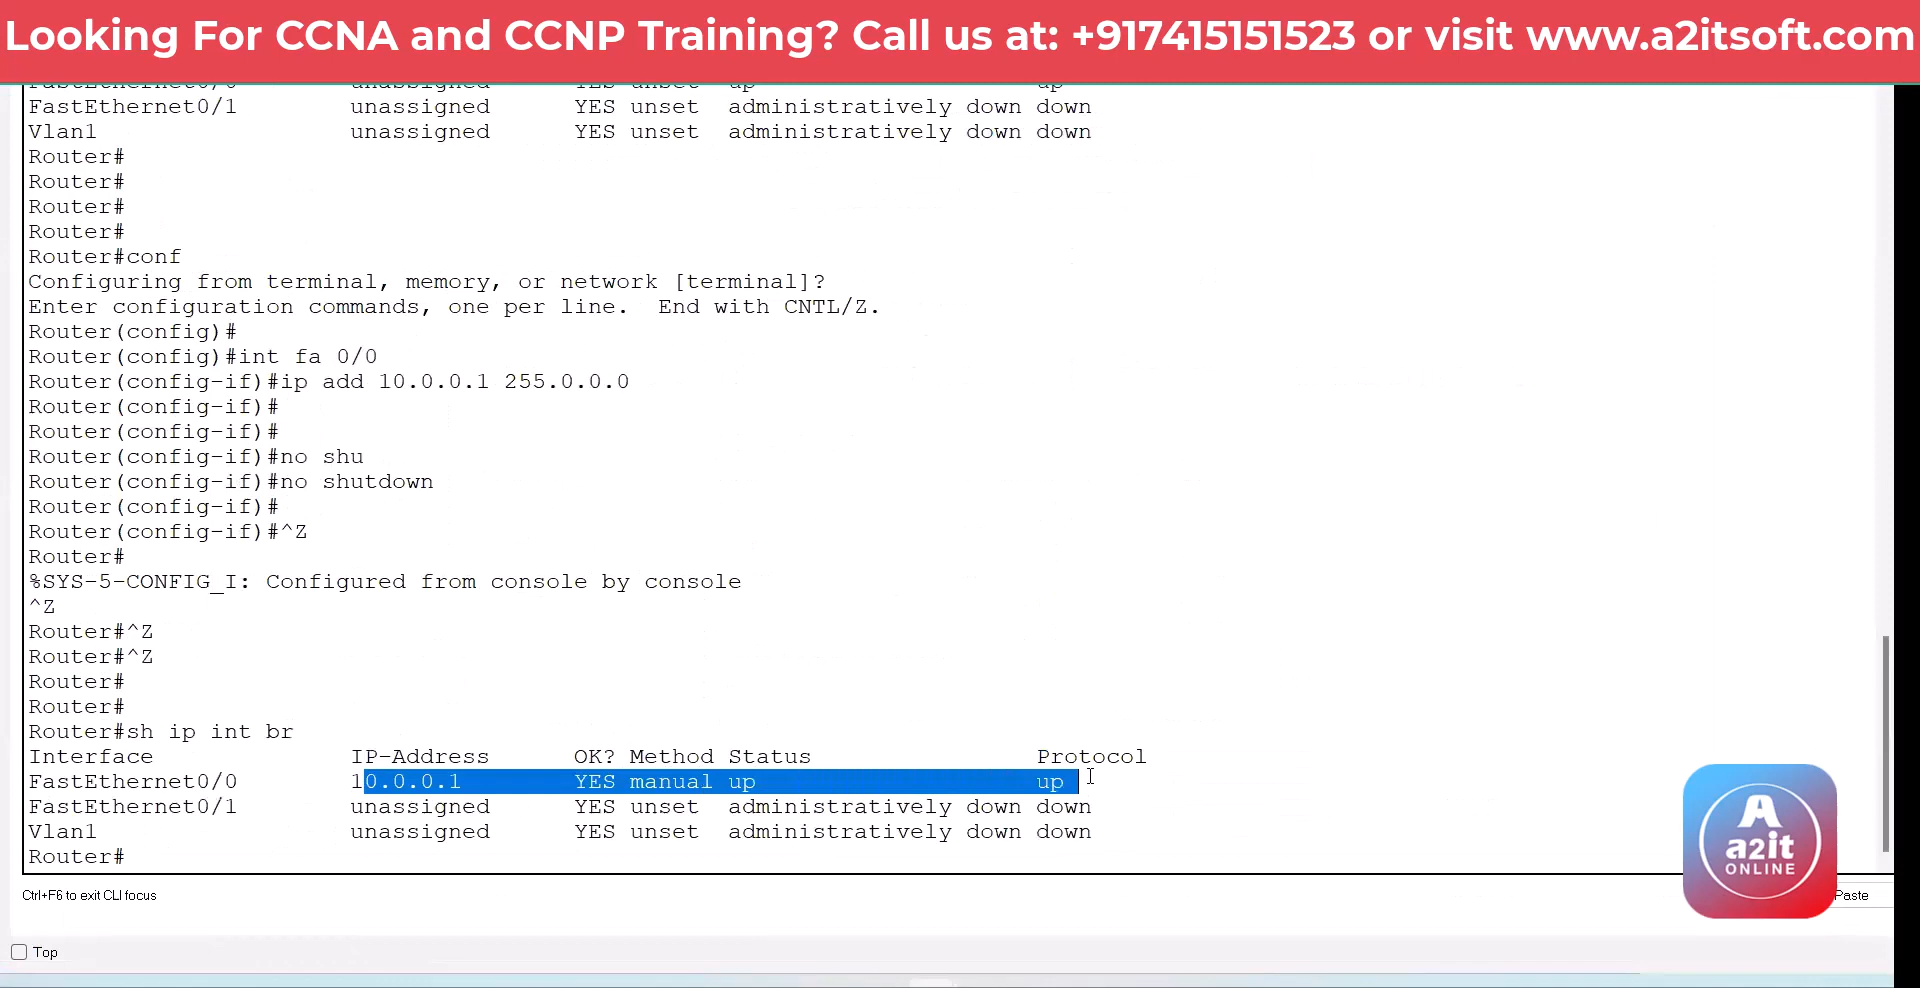 Looking For CCNA and CCNP Training? Call us at: +917415151523 or visit www.a2itsoft.com
FastEthernet0/0 unassigned YES unset up up
FastEthernet0/1 unassigned YES unset administratively down down
Vlan1 unassigned YES unset administratively down down
Router#
Router#
Router#
Router#
Router#conf
Configuring from terminal, memory, or network [terminal]?
Enter configuration commands, one per line. End with CNTL/Z.
Router(config)#
Router(config)#int fa 0/0
Router(config-if)#ip add 10.0.0.1 255.0.0.0
Router(config-if)#
Router(config-if)#
Router(config-if)#no shu
Router(config-if)#no shutdown
Router(config-if)#
Router(config-if)#^Z
Router#
%SYS-5-CONFIG_I: Configured from console by console
^Z
Router#^Z
Router#^Z
Router#
Router#
Router#sh ip int br
Interface IP-Address OK? Method Status Protocol
FastEthernet0/0 10.0.0.1 YES manual up up
FastEthernet0/1 unassigned YES unset administratively down down
Vlan1 unassigned YES unset administratively down down
Router#
A
a2it
ONLINE
Ctrl+F6 to exit CLI focus
Paste
Top